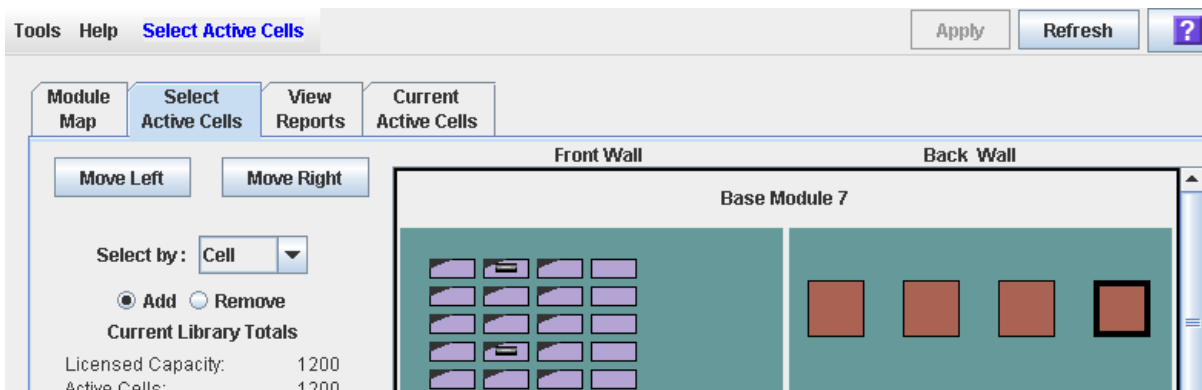 Tools Help Select Active Cells Apply Refresh ?
Module Map
Select Active Cells
View Reports
Current Active Cells
Front Wall Back Wall
Move Left Move Right
Base Module 7
Select by: Cell
Add Remove
Current Library Totals
Licensed Capacity: 1200
Active Cells: 1200